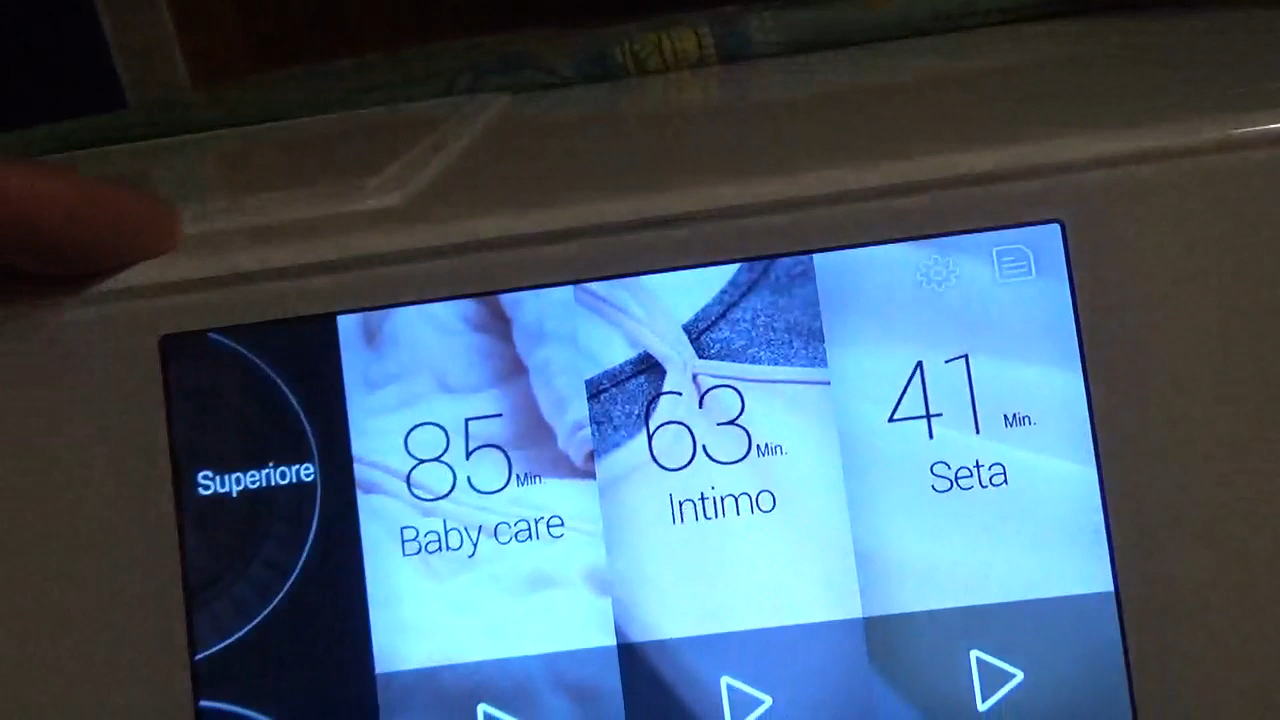 Superiore
85 Min.
Baby care
63 Min.
Intimo
41 Min.
Seta